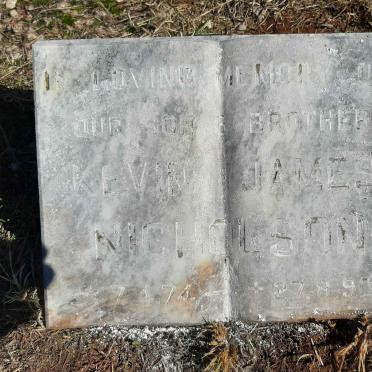 IN LOVING MEMORY O
OUR SON & BROTHER
KEVIN JAMES
NICHOLSON